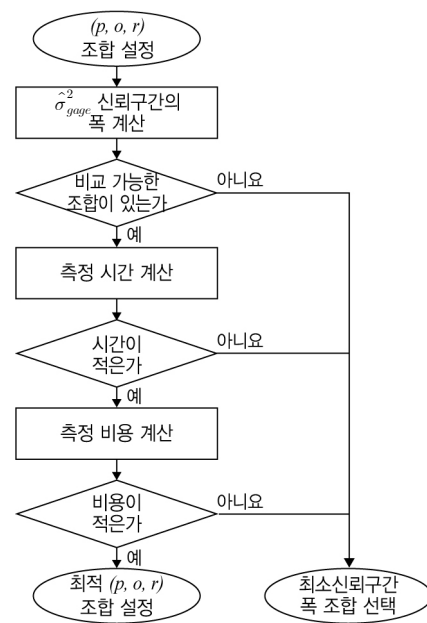 (p, o, r)
조합 설정
σ̂²gage 신뢰구간의
폭 계산
비교 가능한
조합이 있는가
아니요
예
측정 시간 계산
시간이
적은가
아니요
예
측정 비용 계산
비용이
적은가
아니요
예
최적 (p, o, r)
조합 설정
최소신뢰구간
폭 조합 선택